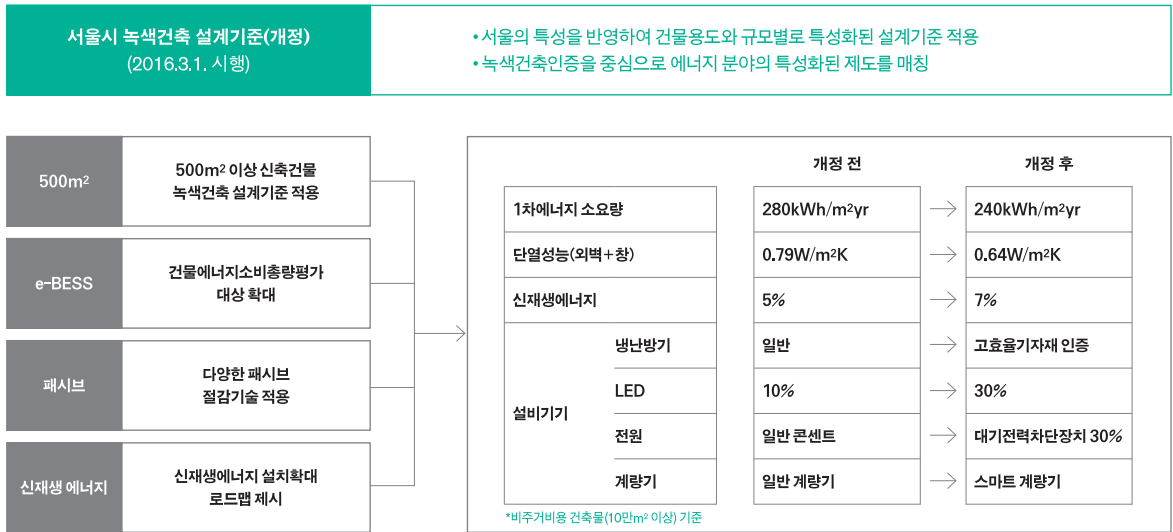 서울시 녹색건축 설계기준(개정)
(2016.3.1. 시행)
• 서울의 특성을 반영하여 건물용도와 규모별로 특성화된 설계기준 적용
• 녹색건축인증을 중심으로 에너지 분야의 특성화된 제도를 매칭
500m²
500m² 이상 신축건물
녹색건축 설계기준 적용
e-BESS
건물에너지소비총량평가
대상 확대
패시브
다양한 패시브
절감기술 적용
신재생 에너지
신재생에너지 설치확대
로드맵 제시
개정 전
개정 후
1차에너지 소요량
280kWh/m²yr
240kWh/m²yr
단열성능(외벽+창)
0.79W/m²K
0.64W/m²K
신재생에너지
5%
7%
설비기기
냉난방기
일반
고효율기자재 인증
LED
10%
30%
전원
일반 콘센트
대기전력차단장치 30%
계량기
일반 계량기
스마트 계량기
*비주거비용 건축물(10만m² 이상) 기준